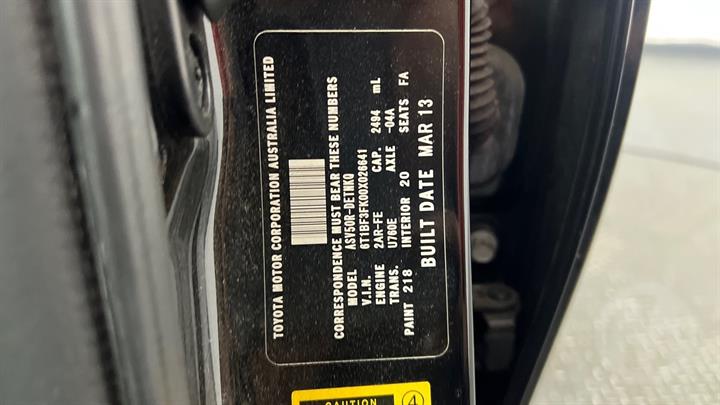 TOYOTA MOTOR CORPORATION AUSTRALIA LIMITED
CORRESPONDENCE MUST BEAR THESE NUMBERS
MODEL ASV50R-DETNKQ
V.I.N. 6T1BF3FK00X026641
ENGINE 2AR-FE CAP. 2494 mL
TRANS. U760E AXLE -04A
PAINT 218 INTERIOR 20 SEATS FA
BUILT DATE MAR 13
CAUTION
4